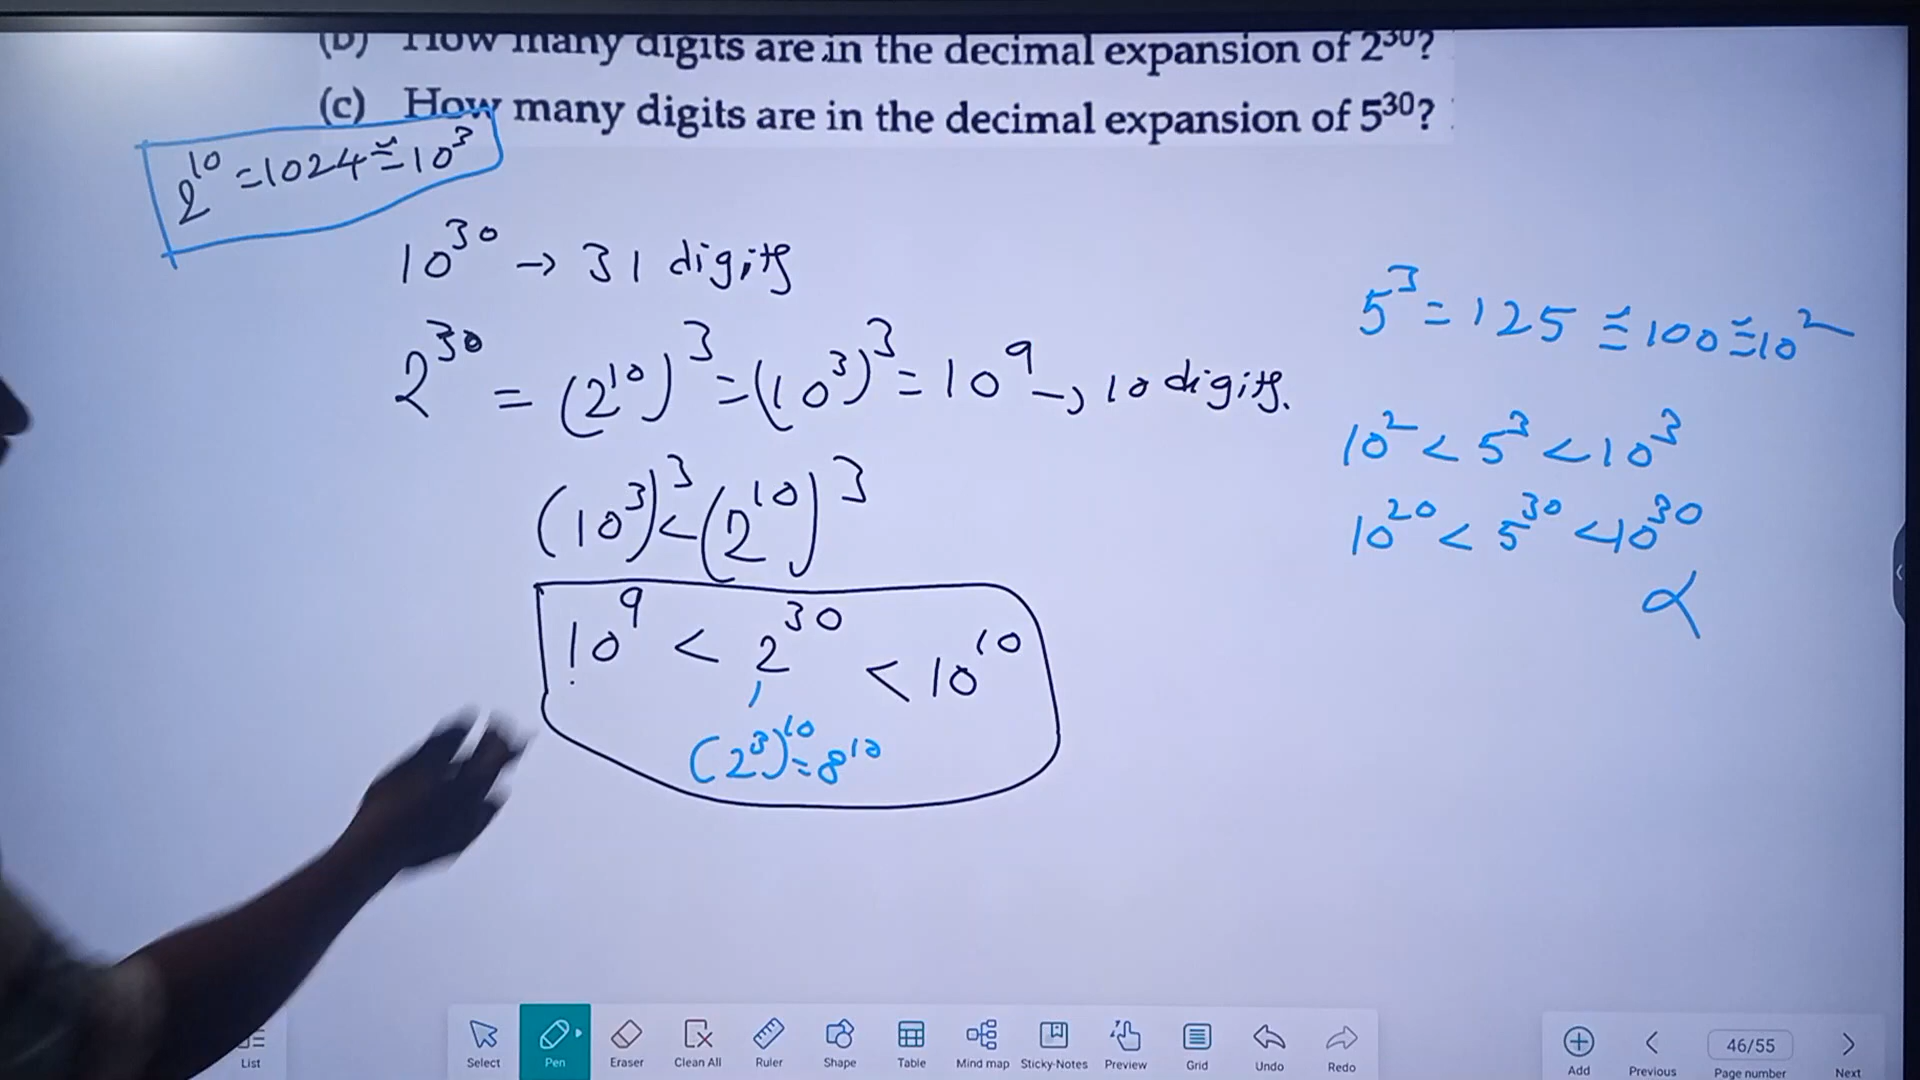 (b) How many digits are in the decimal expansion of 2³⁰?
(c) How many digits are in the decimal expansion of 5³⁰?
2¹⁰ = 1024 ≅ 10³
10³⁰ → 31 digits
2³⁰ = (2¹⁰)³ = (10³)³ = 10⁹ → 10 digits.
(10³)³ < (2¹⁰)³
10⁹ < 2³⁰ < 10¹⁰
(2³)¹⁰ = 8¹⁰
5³ = 125 ≅ 100 ≅ 10²
10² < 5³ < 10³
10²⁰ < 5³⁰ < 10³⁰
α
List
Select
Pen
Eraser
Clean All
Ruler
Shape
Table
Mind map
Sticky-Notes
Preview
Grid
Undo
Redo
Add
Previous
46/55
Page number
Next